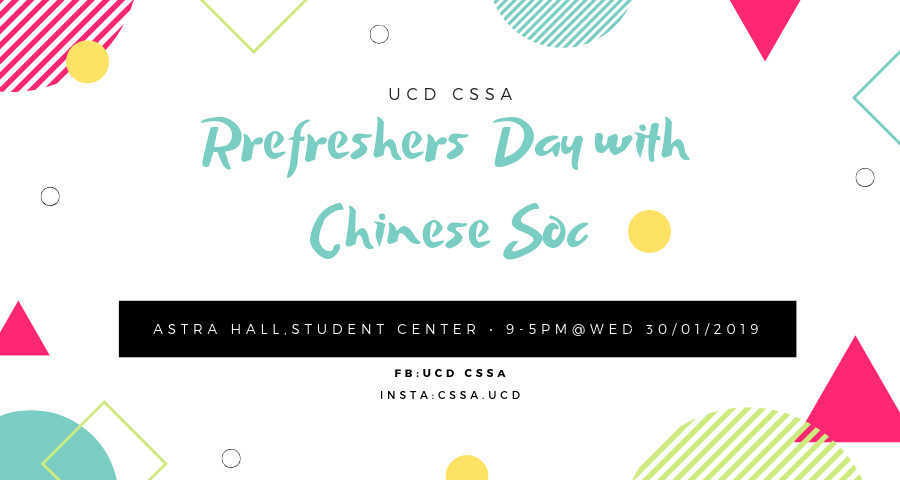 UCD CSSA
Rrefreshers Day with
Chinese Soc
ASTRA HALL,STUDENT CENTER • 9-5PM@WED 30/01/2019
FB:UCD CSSA
INSTA:CSSA.UCD